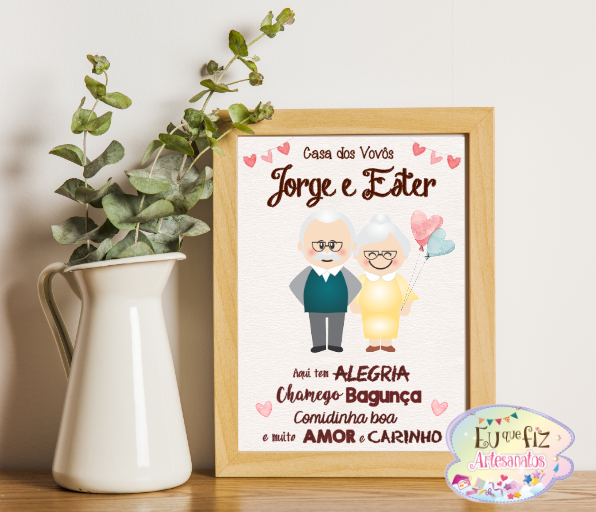 Casa dos Vovôs
Jorge e Ester
Aqui tem ALEGRIA
Chamego Bagunça
Comidinha boa
e muito AMOR e CARINHO
Eu que fiz
Artesanatos